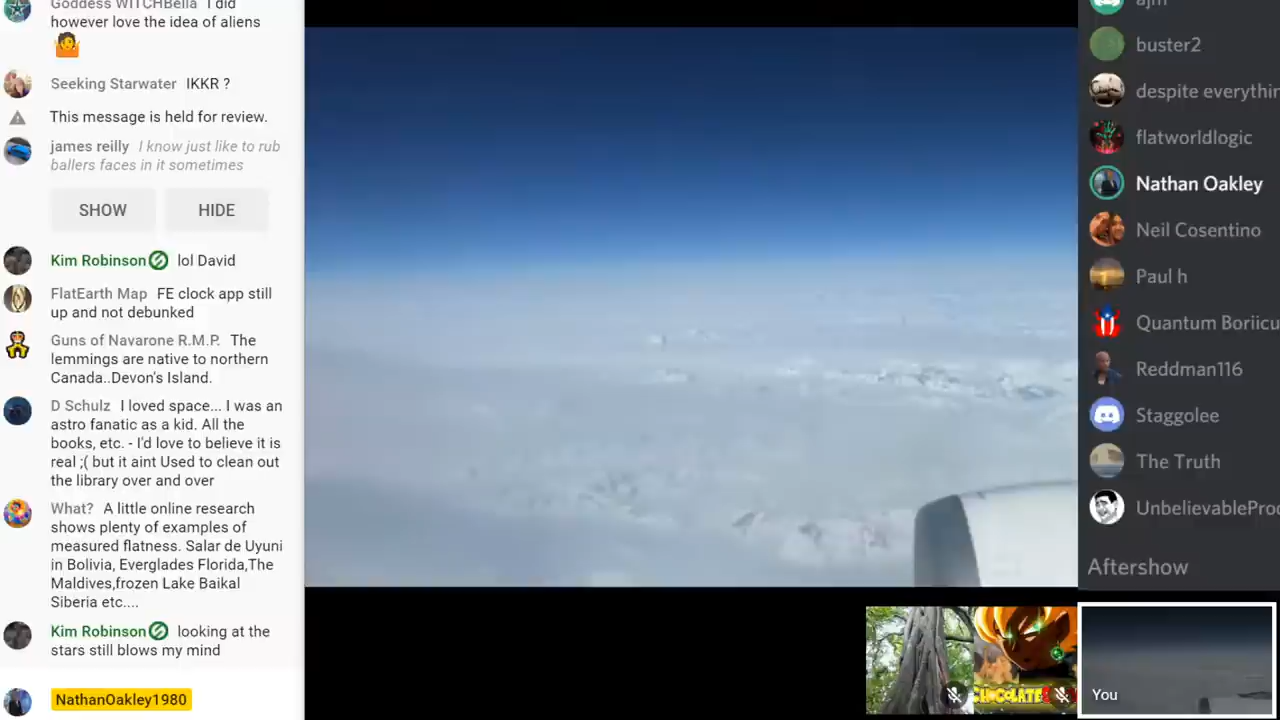 Goddess WITCHBella I did
however love the idea of aliens
Seeking Starwater IKKR ?
This message is held for review.
james reilly I know just like to rub
ballers faces in it sometimes
SHOW HIDE
Kim Robinson lol David
FlatEarth Map FE clock app still
up and not debunked
Guns of Navarone R.M.P. The
lemmings are native to northern
Canada..Devon's Island.
D Schulz I loved space... I was an
astro fanatic as a kid. All the
books, etc. - I'd love to believe it is
real ;( but it aint Used to clean out
the library over and over
What? A little online research
shows plenty of examples of
measured flatness. Salar de Uyuni
in Bolivia, Everglades Florida,The
Maldives,frozen Lake Baikal
Siberia etc....
Kim Robinson looking at the
stars still blows my mind
NathanOakley1980
ajm
buster2
despite everythin
flatworldlogic
Nathan Oakley
Neil Cosentino
Paul h
Quantum Boriicu
Reddman116
Staggolee
The Truth
UnbelievablePro
Aftershow
CHOCOLATE
You